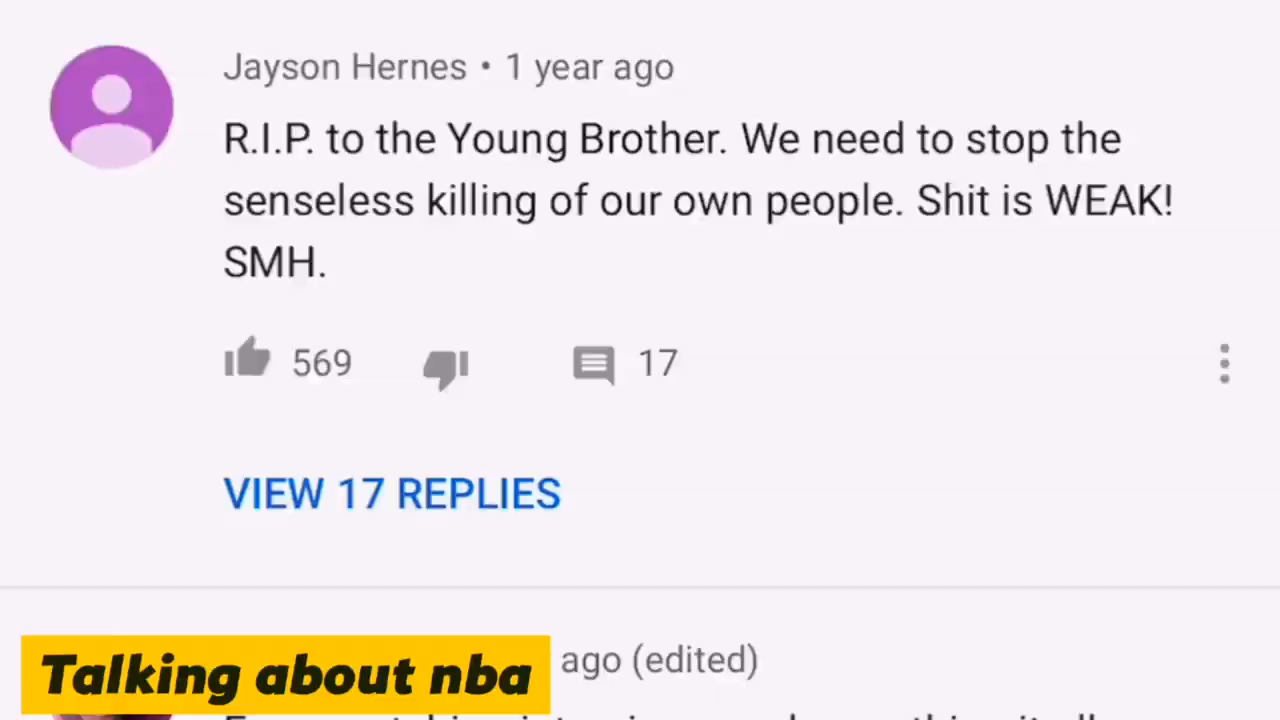 Jayson Hernes • 1 year ago
R.I.P. to the Young Brother. We need to stop the
senseless killing of our own people. Shit is WEAK!
SMH.
569
17
VIEW 17 REPLIES
ago (edited)
Talking about nba